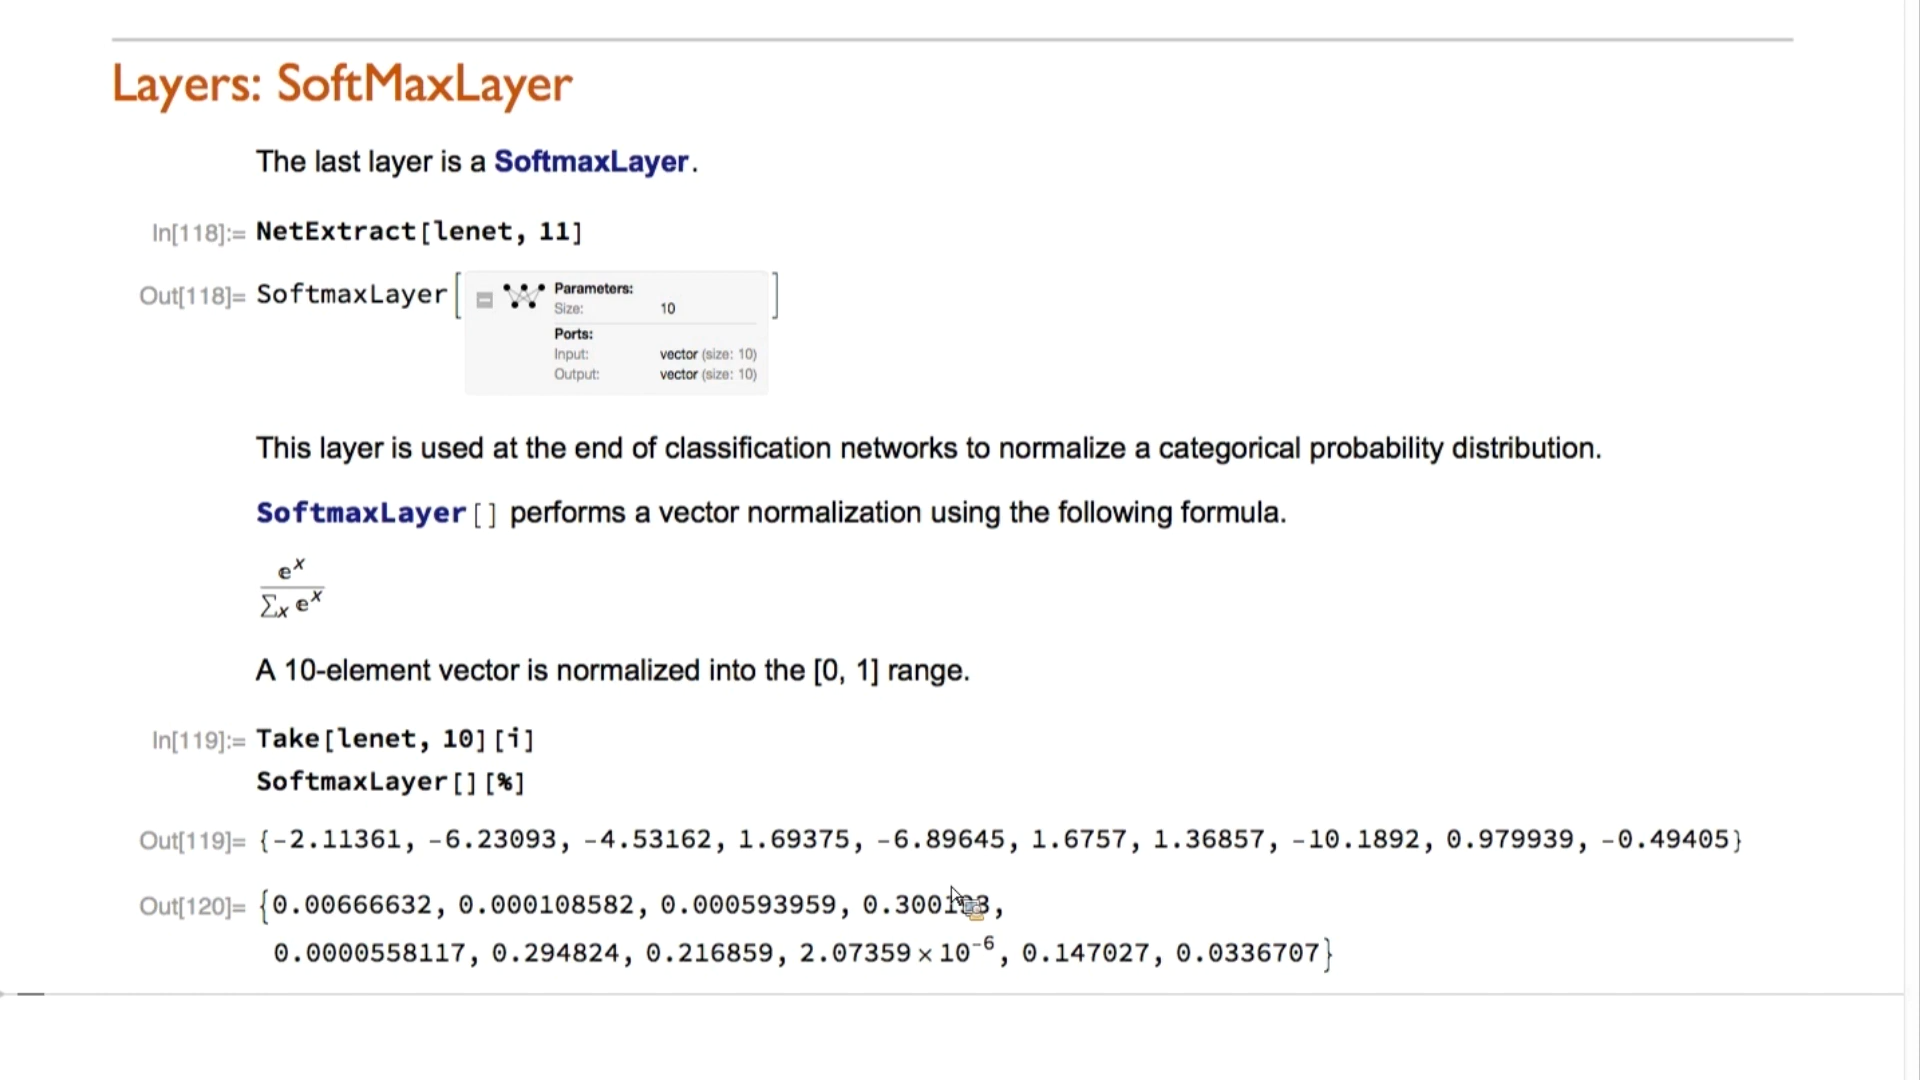 Layers: SoftMaxLayer
The last layer is a SoftmaxLayer.
In[118]:= NetExtract[lenet, 11]
Out[118]= SoftmaxLayer[
Parameters:
Size: 10
Ports:
Input: vector (size: 10)
Output: vector (size: 10)
]
This layer is used at the end of classification networks to normalize a categorical probability distribution.
SoftmaxLayer[] performs a vector normalization using the following formula.
e^x
∑x e^x
A 10-element vector is normalized into the [0, 1] range.
In[119]:= Take[lenet, 10][i]
SoftmaxLayer[][%]
Out[119]= {-2.11361, -6.23093, -4.53162, 1.69375, -6.89645, 1.6757, 1.36857, -10.1892, 0.979939, -0.49405}
Out[120]= {0.00666632, 0.000108582, 0.000593959,
0.0000558117, 0.294824, 0.216859, 2.07359×10^-6, 0.147027, 0.0336707}